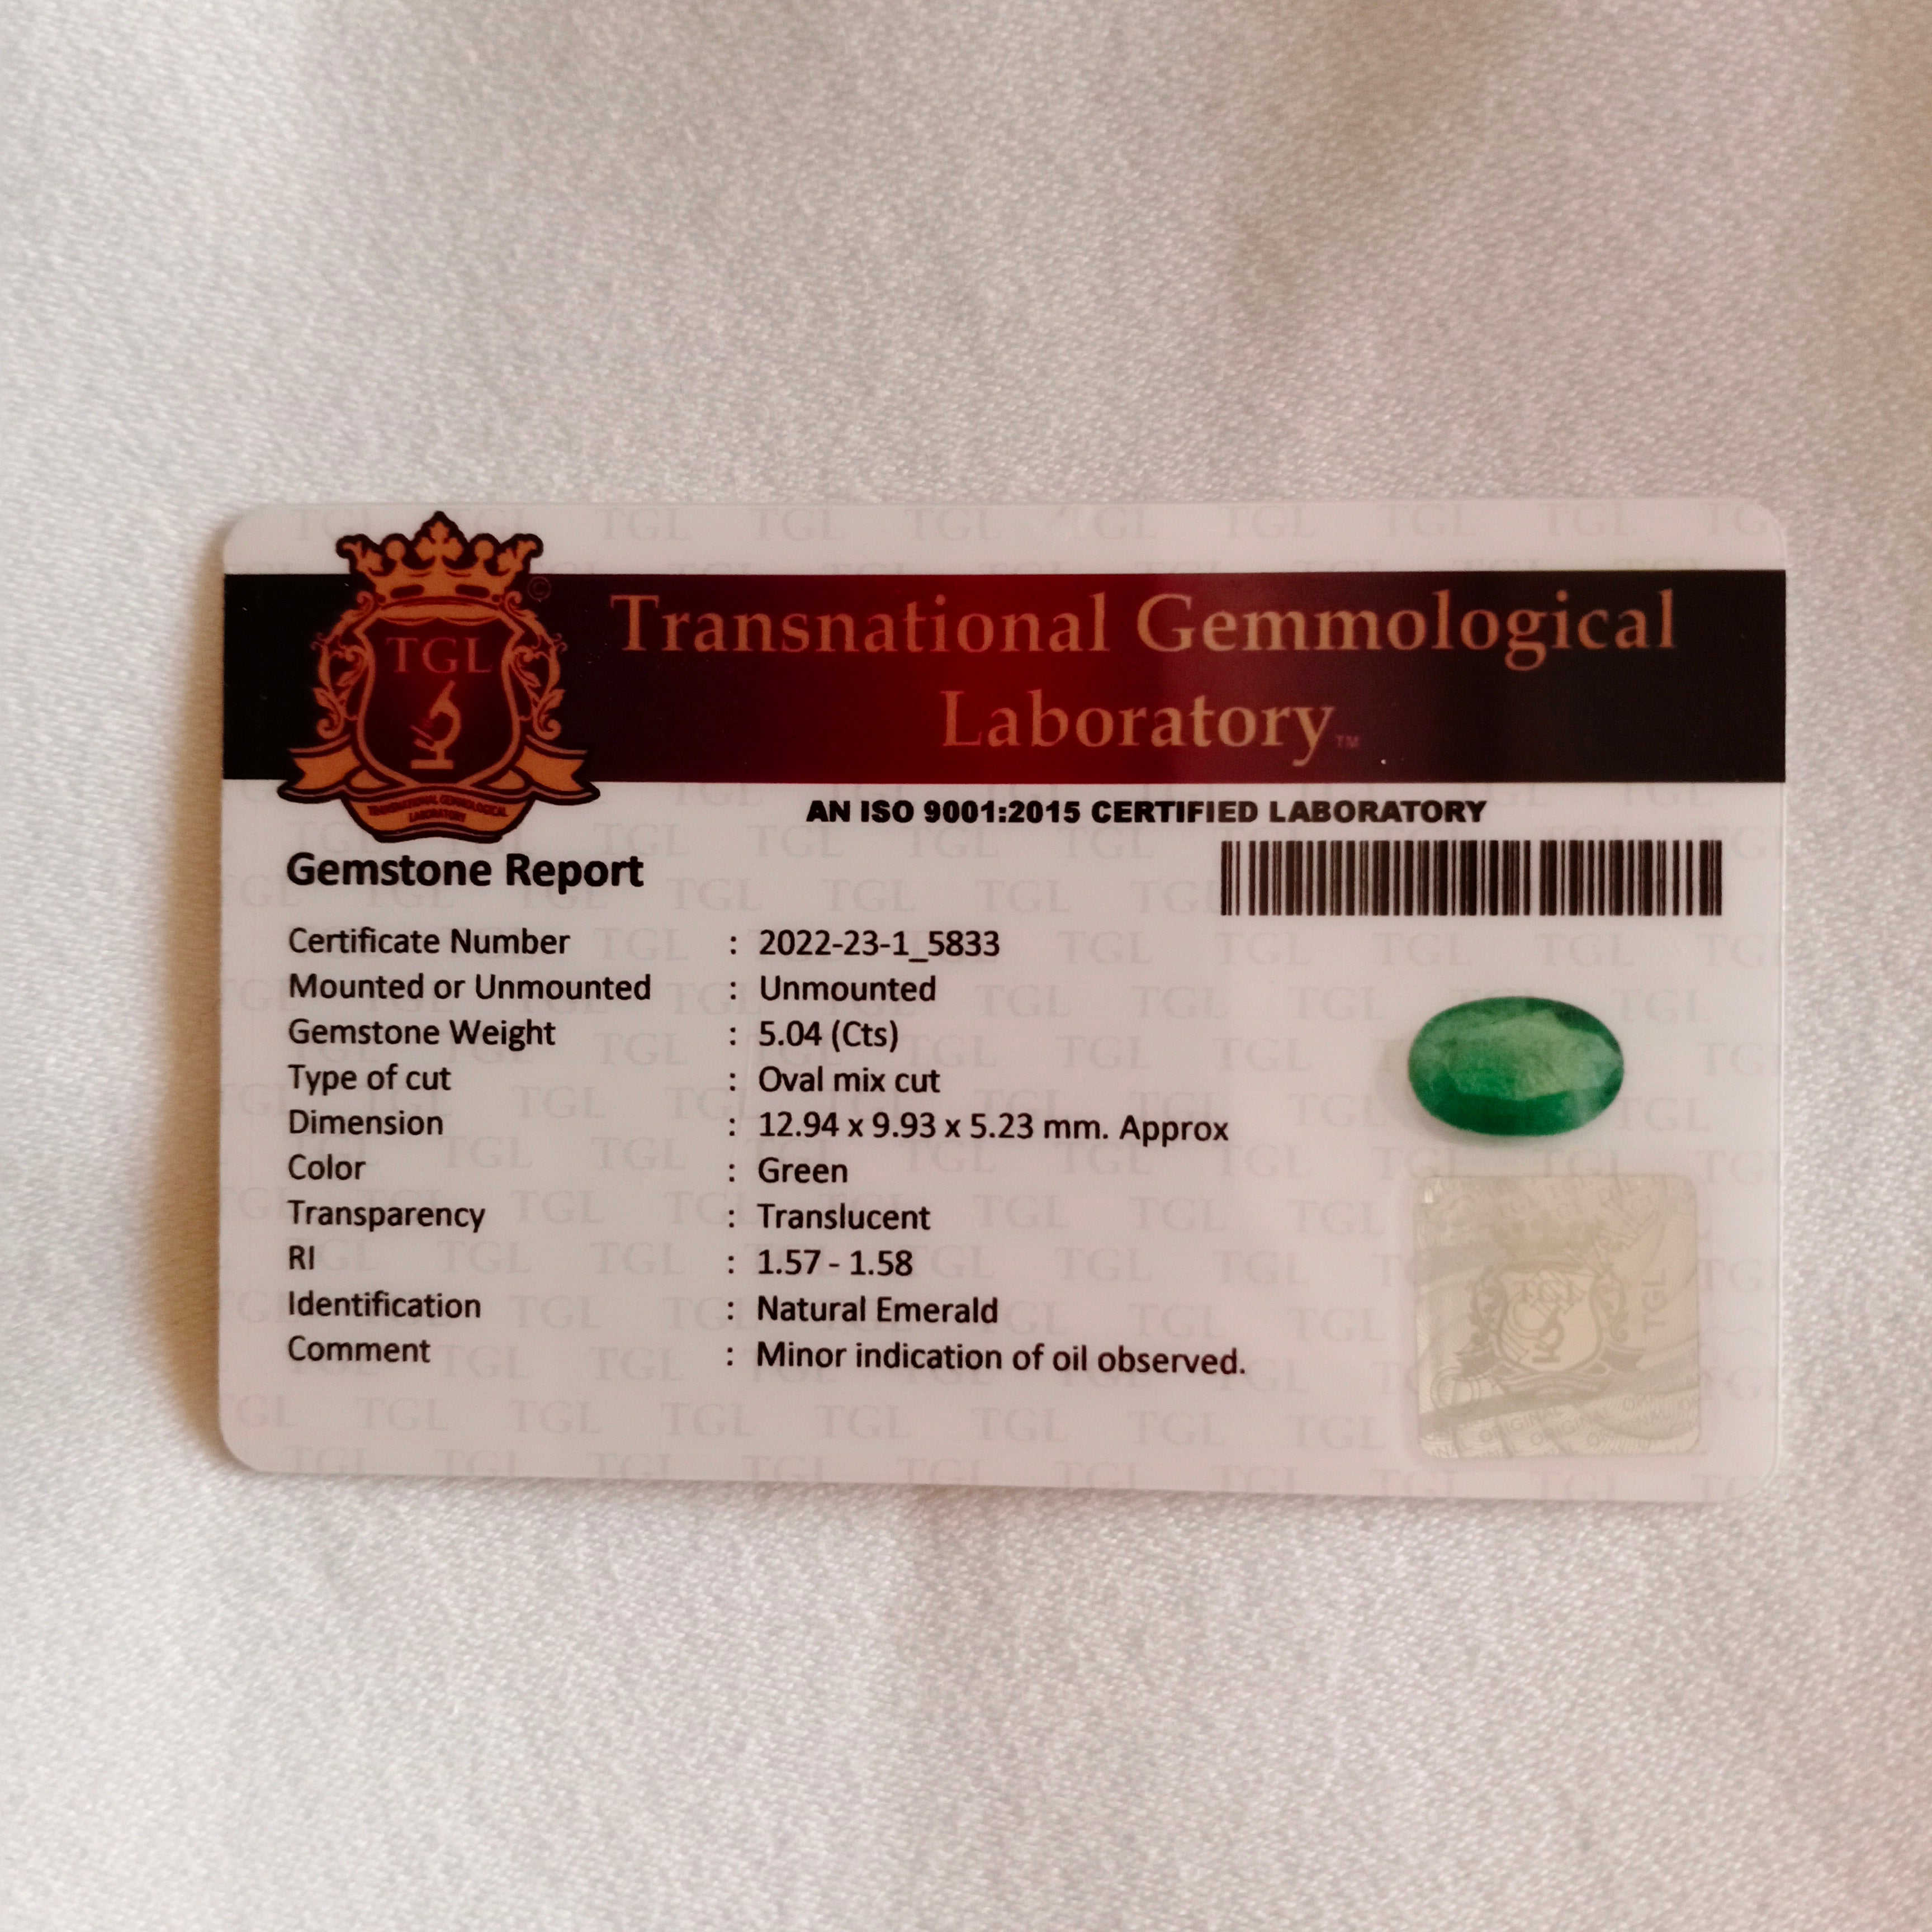 TGL
TRANSNATIONAL GEMMOLOGICAL
LABORATORY
©
Transnational Gemmological
Laboratory™
AN ISO 9001:2015 CERTIFIED LABORATORY
Gemstone Report
Certificate Number : 2022-23-1_5833
Mounted or Unmounted : Unmounted
Gemstone Weight : 5.04 (Cts)
Type of cut : Oval mix cut
Dimension : 12.94 x 9.93 x 5.23 mm. Approx
Color : Green
Transparency : Translucent
RI : 1.57 - 1.58
Identification : Natural Emerald
Comment : Minor indication of oil observed.